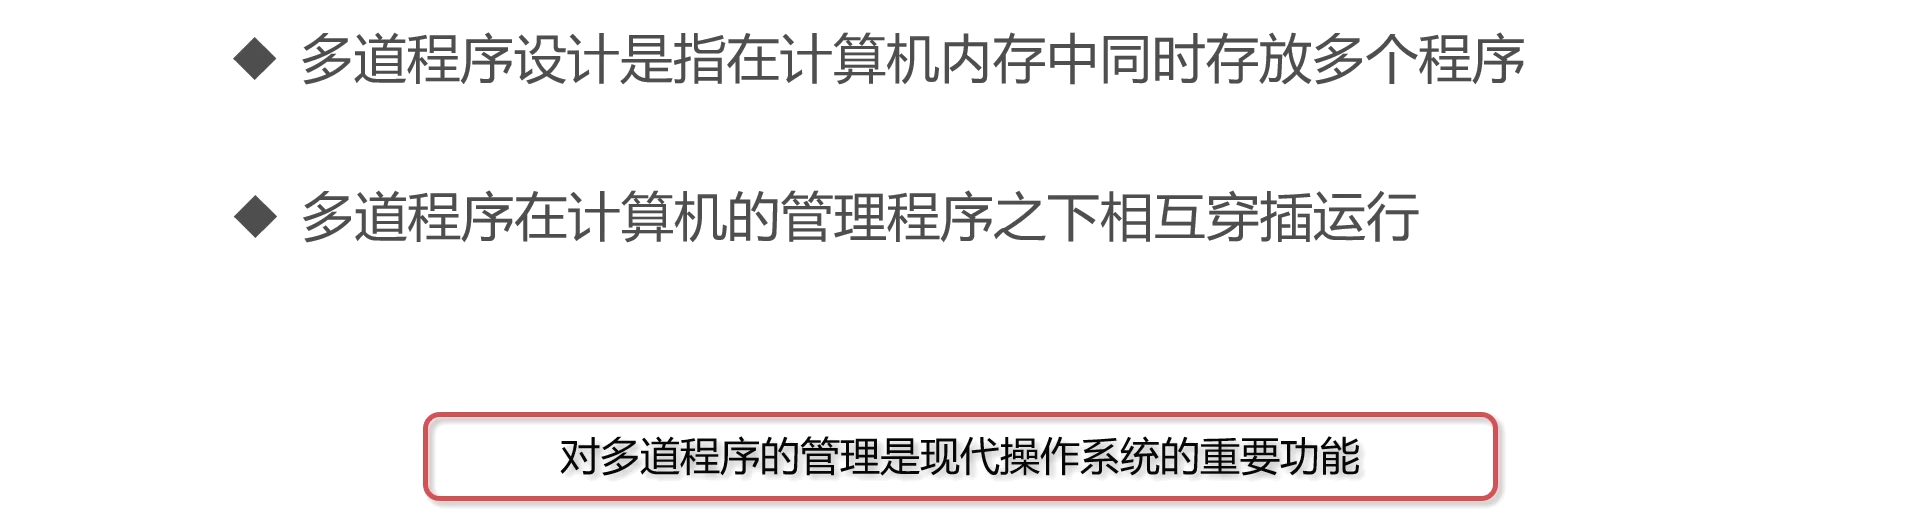 多道程序设计是指在计算机内存中同时存放多个程序
多道程序在计算机的管理程序之下相互穿插运行
对多道程序的管理是现代操作系统的重要功能